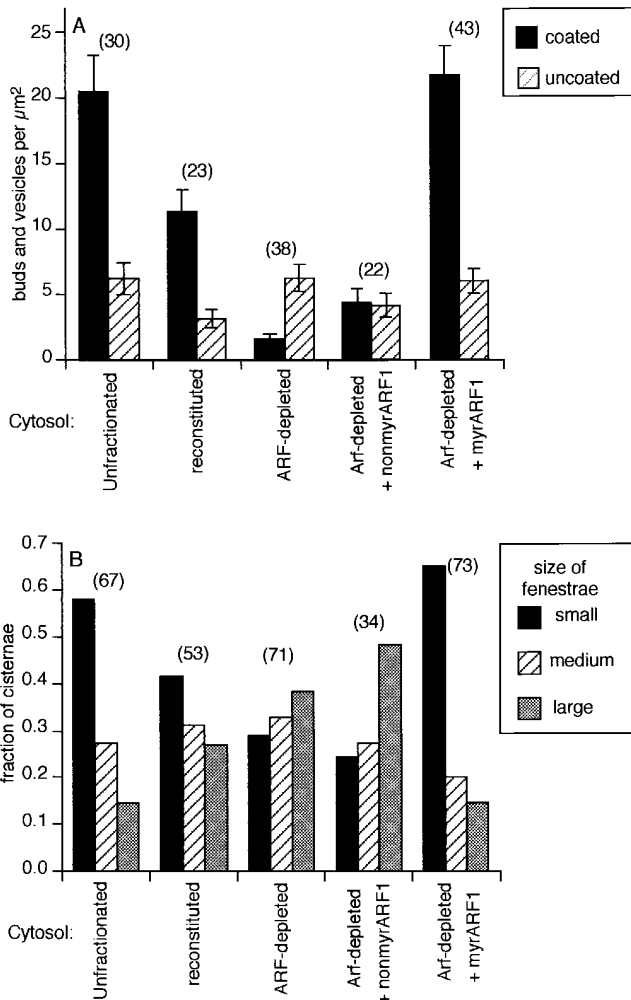 A
(30)
(23)
(38)
(22)
(43)
coated
uncoated
buds and vesicles per µm2
25
20
15
10
5
0
Cytosol:
Unfractionated
reconstituted
ARF-depleted
Arf-depleted
+ nonmyrARF1
Arf-depleted
+ myrARF1
B
(67)
(53)
(71)
(34)
(73)
size of
fenestrae
small
medium
large
fraction of cisternae
0.7
0.6
0.5
0.4
0.3
0.2
0.1
0.0
Cytosol:
Unfractionated
reconstituted
ARF-depleted
Arf-depleted
+ nonmyrARF1
Arf-depleted
+ myrARF1